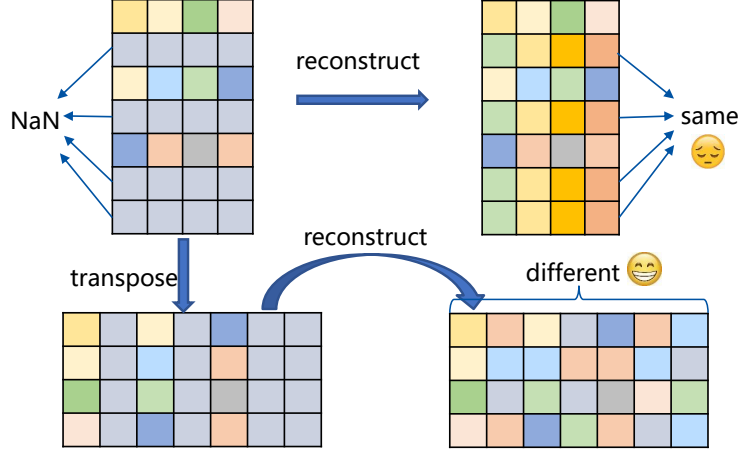 reconstruct
NaN
same
reconstruct
transpose
different